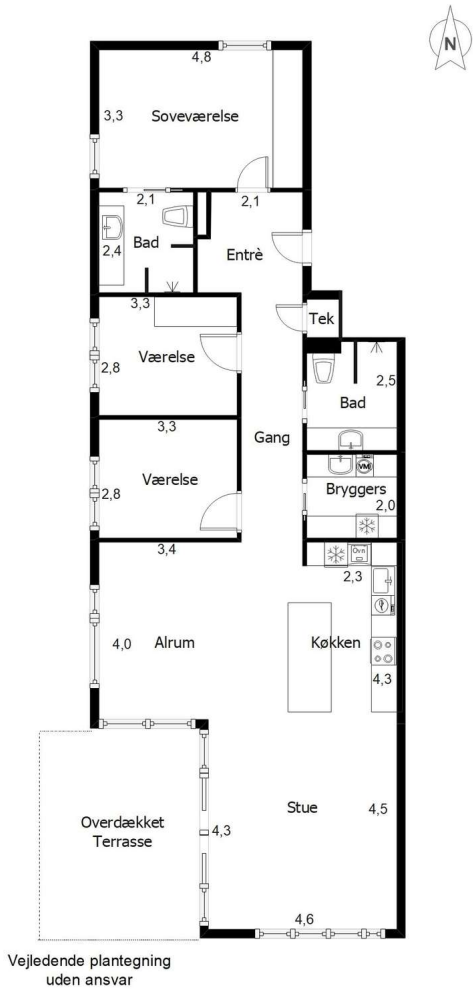 N
4,8
3,3
Soveværelse
2,1
2,1
2,4
Bad
Entrè
3,3
Tek
2,8
Værelse
2,5
Bad
3,3
Gang
2,8
Værelse
VM
Bryggers
2,0
3,4
Ovn
2,3
4,0
Alrum
Køkken
4,3
Overdækket
Terrasse
4,3
Stue
4,5
4,6
Vejledende plantegning
uden ansvar